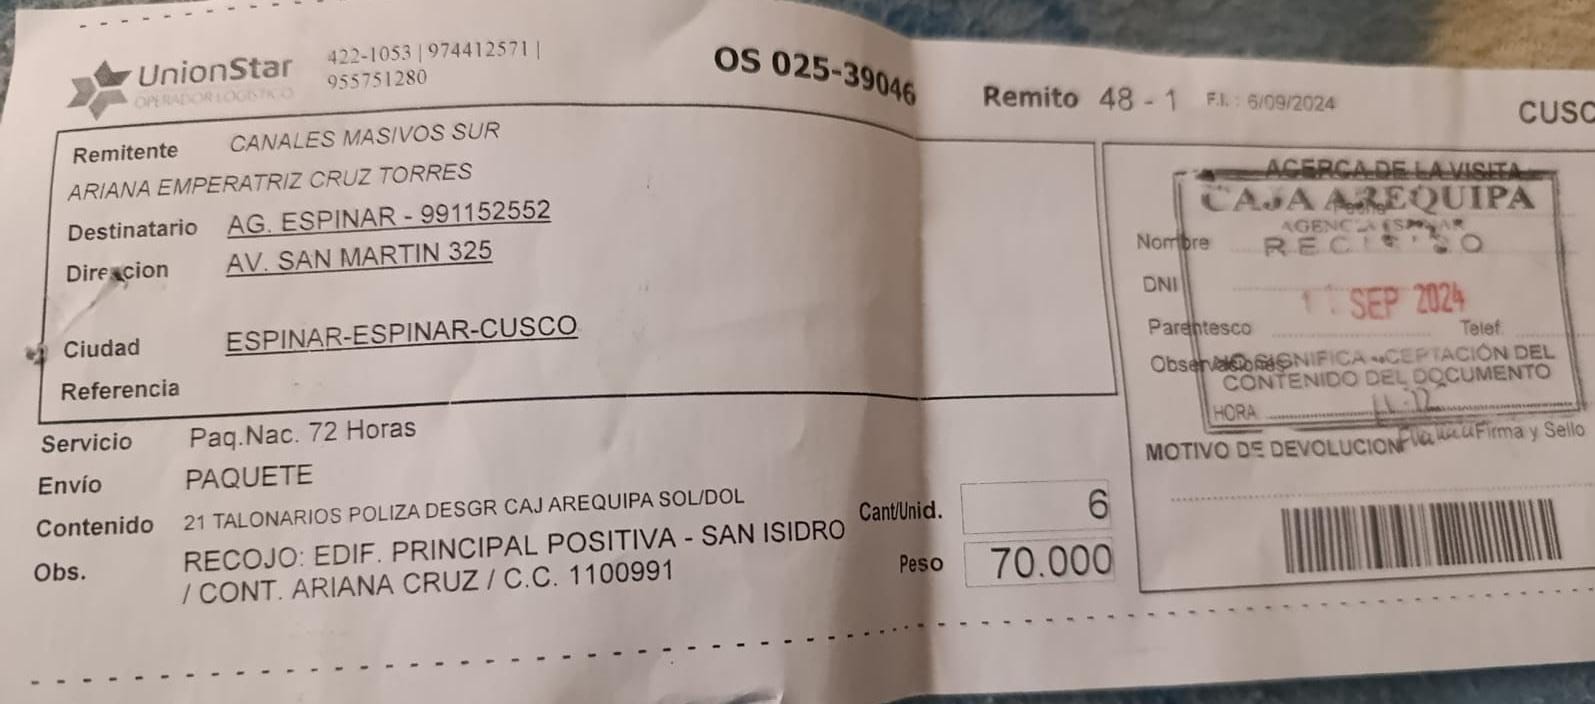 UnionStar
OPERADOR LOGISTICO
422-1053 | 974412571 |
955751280
OS 025-39046
Remito 48 - 1 F.I. : 6/09/2024
CUSC
Remitente CANALES MASIVOS SUR
ARIANA EMPERATRIZ CRUZ TORRES
Destinatario AG. ESPINAR - 991152552
Direccion AV. SAN MARTIN 325
Ciudad ESPINAR-ESPINAR-CUSCO
Referencia
Servicio Paq.Nac. 72 Horas
Envío PAQUETE
Contenido 21 TALONARIOS POLIZA DESGR CAJ AREQUIPA SOL/DOL
Obs. RECOJO: EDIF. PRINCIPAL POSITIVA - SAN ISIDRO
/ CONT. ARIANA CRUZ / C.C. 1100991
Cant/Unid. 6
Peso 70.000
ACERCA DE LA VISITA
CAJA AREQUIPA
AGENCIA ESPINAR
Nombre RECIBIDO
DNI
SEP 2024
Parentesco Telef.
NO SIGNIFICA ACEPTACIÓN DEL
CONTENIDO DEL DOCUMENTO
HORA
MOTIVO DE DEVOLUCION Firma y Sello